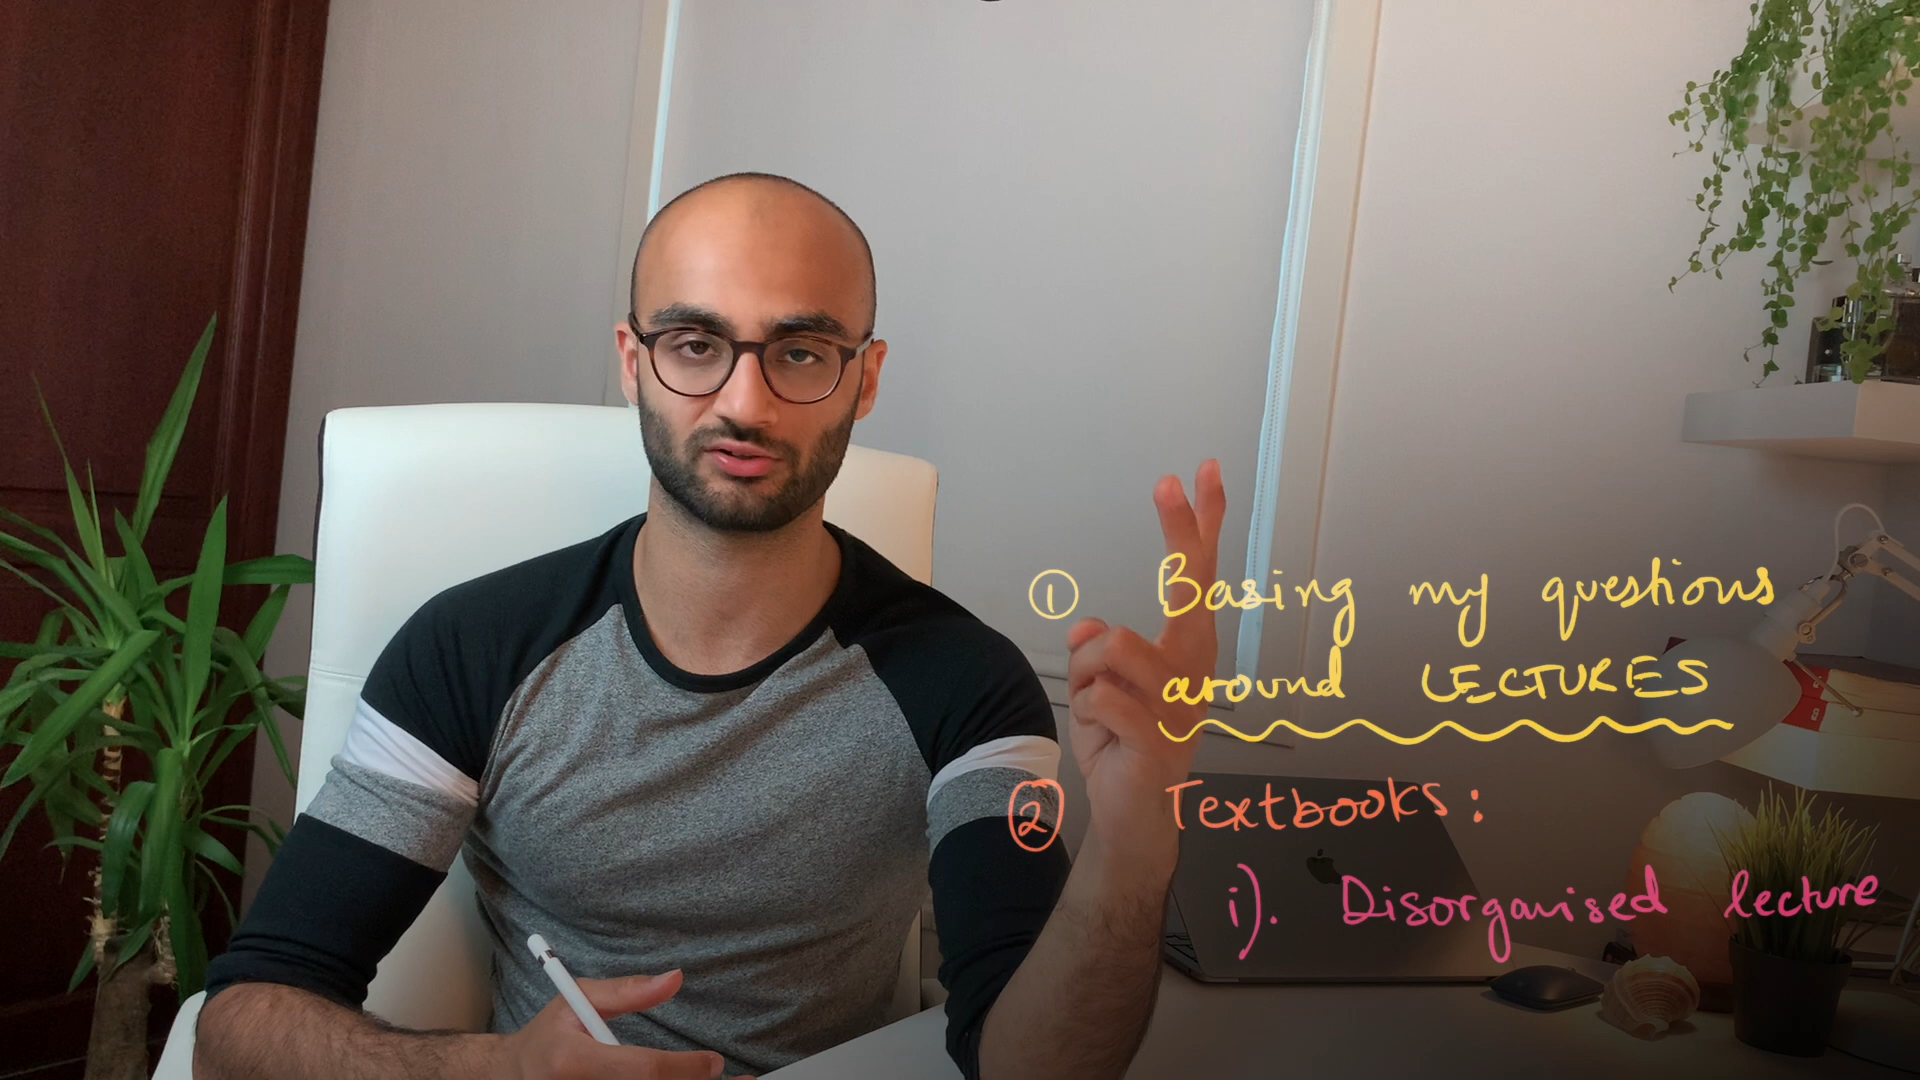 ① Basing my questions
around LECTURES
② Textbooks:
i). Disorganised lecture